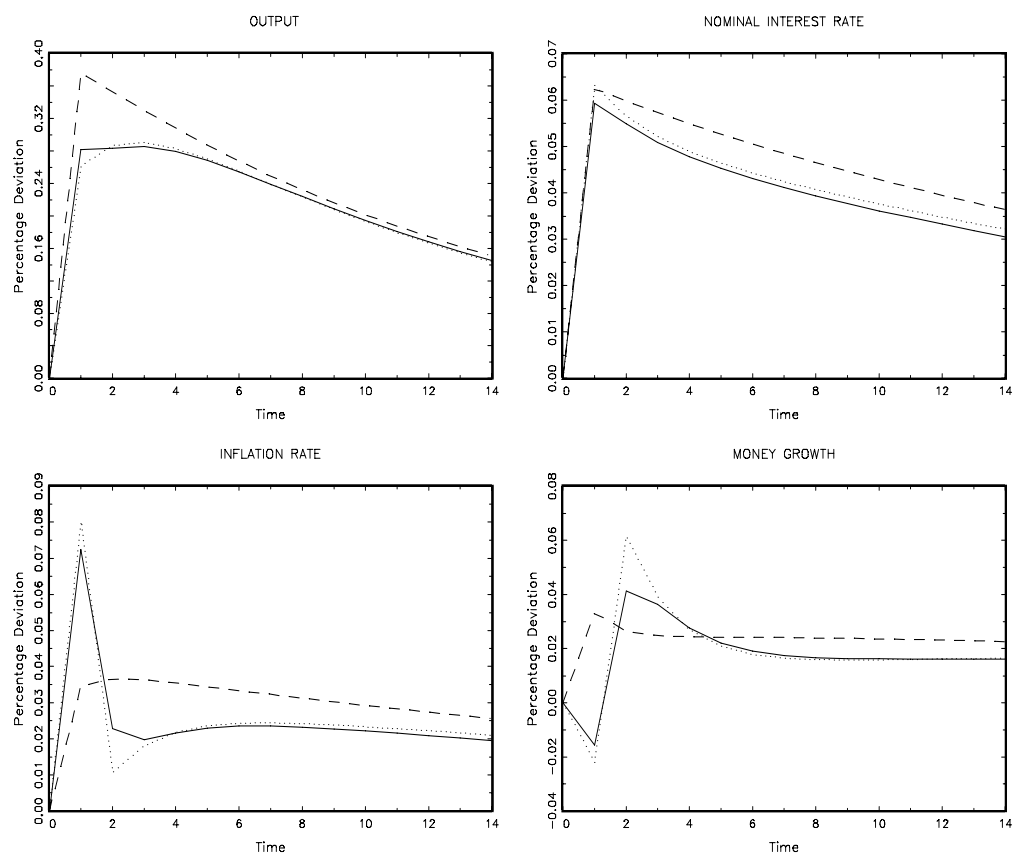 OUTPUT
Percentage Deviation
0.40
0.32
0.24
0.16
0.08
0.00
0 2 4 6 8 10 12 14
Time
NOMINAL INTEREST RATE
Percentage Deviation
0.07
0.06
0.05
0.04
0.03
0.02
0.01
0.00
0 2 4 6 8 10 12 14
Time
INFLATION RATE
Percentage Deviation
0.09
0.08
0.07
0.06
0.05
0.04
0.03
0.02
0.01
0.00
0 2 4 6 8 10 12 14
Time
MONEY GROWTH
Percentage Deviation
0.08
0.06
0.04
0.02
0.00
-0.02
-0.04
0 2 4 6 8 10 12 14
Time